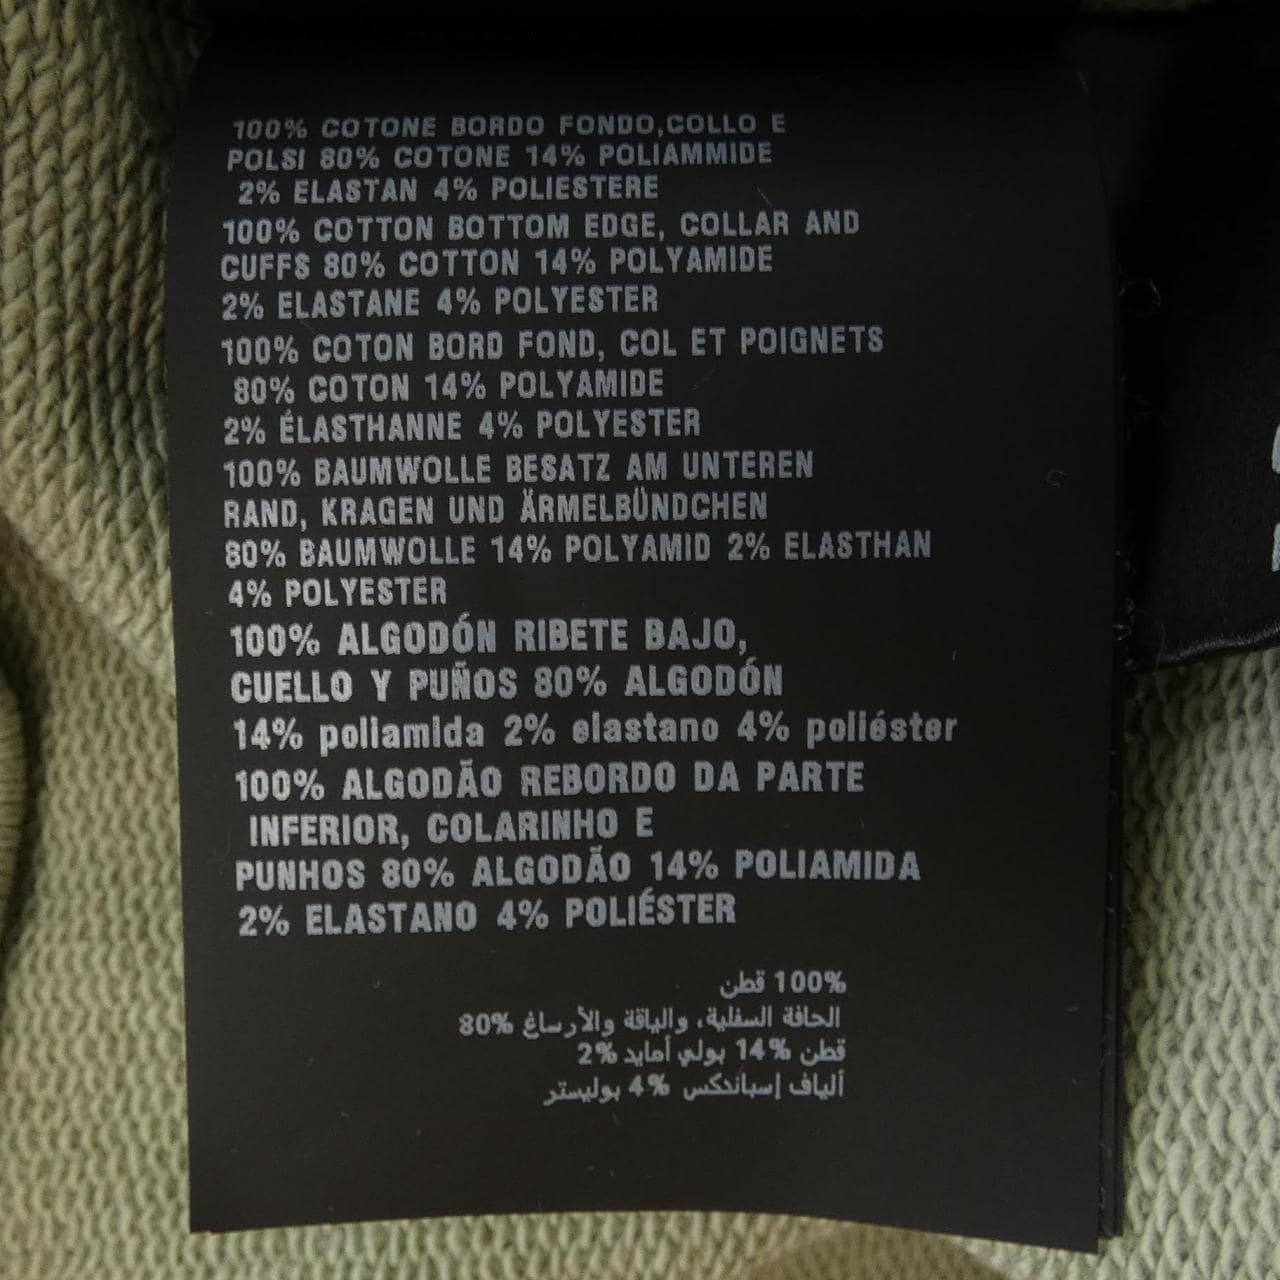 100% COTONE BORDO FONDO,COLLO E
POLSI 80% COTONE 14% POLIAMMIDE
2% ELASTAN 4% POLIESTERE
100% COTTON BOTTOM EDGE, COLLAR AND
CUFFS 80% COTTON 14% POLYAMIDE
2% ELASTANE 4% POLYESTER
100% COTON BORD FOND, COL ET POIGNETS
80% COTON 14% POLYAMIDE
2% ÉLASTHANNE 4% POLYESTER
100% BAUMWOLLE BESATZ AM UNTEREN
RAND, KRAGEN UND ÄRMELBÜNDCHEN
80% BAUMWOLLE 14% POLYAMID 2% ELASTHAN
4% POLYESTER
100% ALGODÓN RIBETE BAJO,
CUELLO Y PUÑOS 80% ALGODÓN
14% poliamida 2% elastano 4% poliéster
100% ALGODÃO REBORDO DA PARTE
INFERIOR, COLARINHO E
PUNHOS 80% ALGODÃO 14% POLIAMIDA
2% ELASTANO 4% POLIÉSTER
100% قطن
الحافة السفلية، والياقة والأرساغ 80%
قطن 14% بولي أمايد 2%
ألياف إسباندكس 4% بوليستر